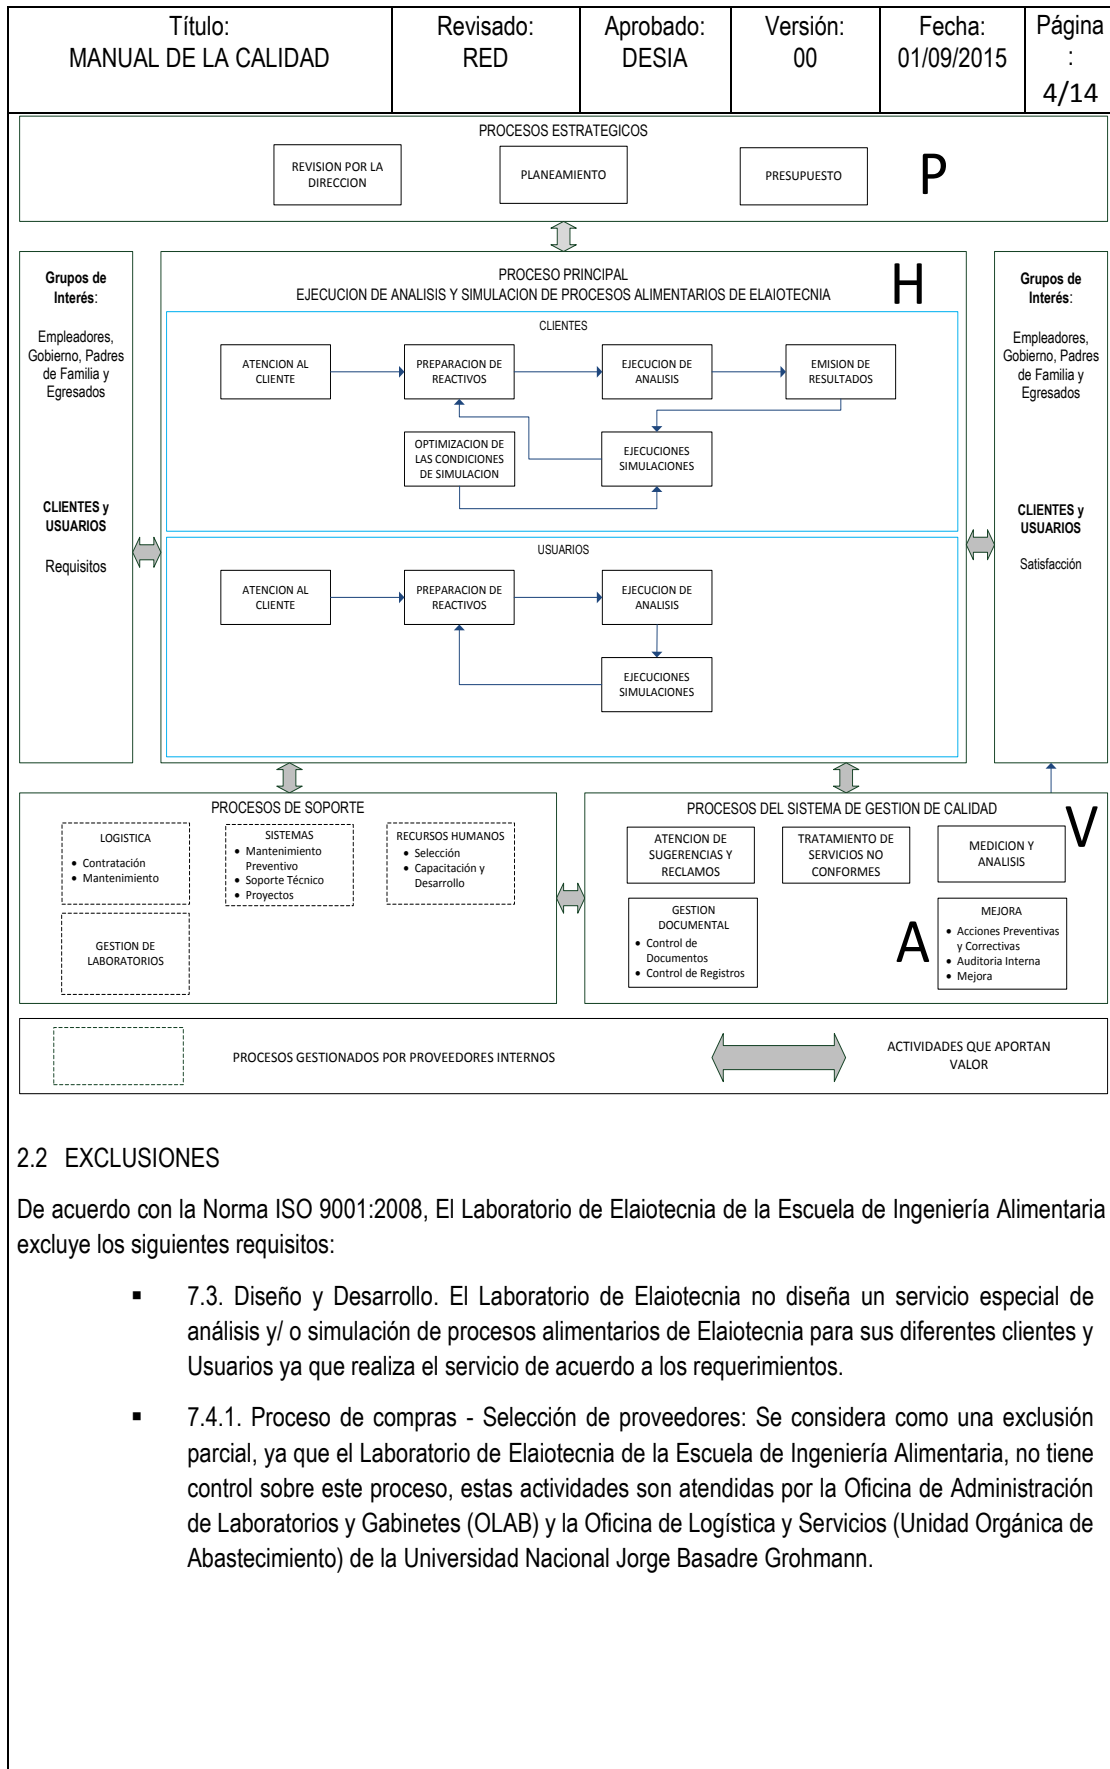 Título:
MANUAL DE LA CALIDAD
Revisado:
RED
Aprobado:
DESIA
Versión:
00
Fecha:
01/09/2015
Página
:
4/14
PROCESOS ESTRATEGICOS
REVISION POR LA
DIRECCION
PLANEAMIENTO
PRESUPUESTO
P
Grupos de
Interés:
Empleadores,
Gobierno, Padres
de Familia y
Egresados
CLIENTES y
USUARIOS
Requisitos
PROCESO PRINCIPAL
EJECUCION DE ANALISIS Y SIMULACION DE PROCESOS ALIMENTARIOS DE ELAIOTECNIA
H
CLIENTES
ATENCION AL
CLIENTE
PREPARACION DE
REACTIVOS
EJECUCION DE
ANALISIS
EMISION DE
RESULTADOS
OPTIMIZACION DE
LAS CONDICIONES
DE SIMULACION
EJECUCIONES
SIMULACIONES
USUARIOS
ATENCION AL
CLIENTE
PREPARACION DE
REACTIVOS
EJECUCION DE
ANALISIS
EJECUCIONES
SIMULACIONES
Grupos de
Interés:
Empleadores,
Gobierno, Padres
de Familia y
Egresados
CLIENTES y
USUARIOS
Satisfacción
PROCESOS DE SOPORTE
LOGISTICA
• Contratación
• Mantenimiento
SISTEMAS
• Mantenimiento
Preventivo
• Soporte Técnico
• Proyectos
RECURSOS HUMANOS
• Selección
• Capacitación y
Desarrollo
GESTION DE
LABORATORIOS
PROCESOS DEL SISTEMA DE GESTION DE CALIDAD
V
ATENCION DE
SUGERENCIAS Y
RECLAMOS
TRATAMIENTO DE
SERVICIOS NO
CONFORMES
MEDICION Y
ANALISIS
GESTION
DOCUMENTAL
• Control de
Documentos
• Control de Registros
A
MEJORA
• Acciones Preventivas
y Correctivas
• Auditoria Interna
• Mejora
PROCESOS GESTIONADOS POR PROVEEDORES INTERNOS
ACTIVIDADES QUE APORTAN
VALOR
2.2 EXCLUSIONES
De acuerdo con la Norma ISO 9001:2008, El Laboratorio de Elaiotecnia de la Escuela de Ingeniería Alimentaria
excluye los siguientes requisitos:
▪ 7.3. Diseño y Desarrollo. El Laboratorio de Elaiotecnia no diseña un servicio especial de
análisis y/ o simulación de procesos alimentarios de Elaiotecnia para sus diferentes clientes y
Usuarios ya que realiza el servicio de acuerdo a los requerimientos.
▪ 7.4.1. Proceso de compras - Selección de proveedores: Se considera como una exclusión
parcial, ya que el Laboratorio de Elaiotecnia de la Escuela de Ingeniería Alimentaria, no tiene
control sobre este proceso, estas actividades son atendidas por la Oficina de Administración
de Laboratorios y Gabinetes (OLAB) y la Oficina de Logística y Servicios (Unidad Orgánica de
Abastecimiento) de la Universidad Nacional Jorge Basadre Grohmann.